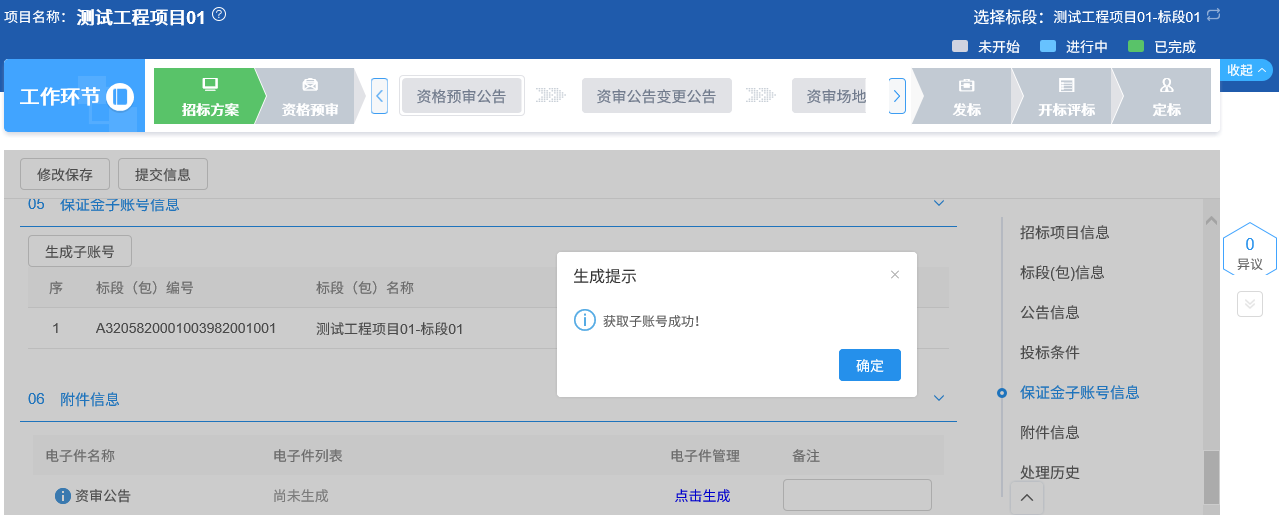 项目名称： 测试工程项目01
选择标段： 测试工程项目01-标段01
未开始 进行中 已完成
收起
工作环节
招标方案
资格预审
资格预审公告
资审公告变更公告
资审场地
发标
开标评标
定标
修改保存 提交信息
05 保证金子账号信息
生成子账号
序 标段（包）编号 标段（包）名称
1 A3205820001003982001001 测试工程项目01-标段01
生成提示
获取子账号成功！
确定
06 附件信息
电子件名称 电子件列表 电子件管理 备注
资审公告 尚未生成 点击生成
招标项目信息
标段(包)信息
公告信息
投标条件
保证金子账号信息
附件信息
处理历史
0
异议